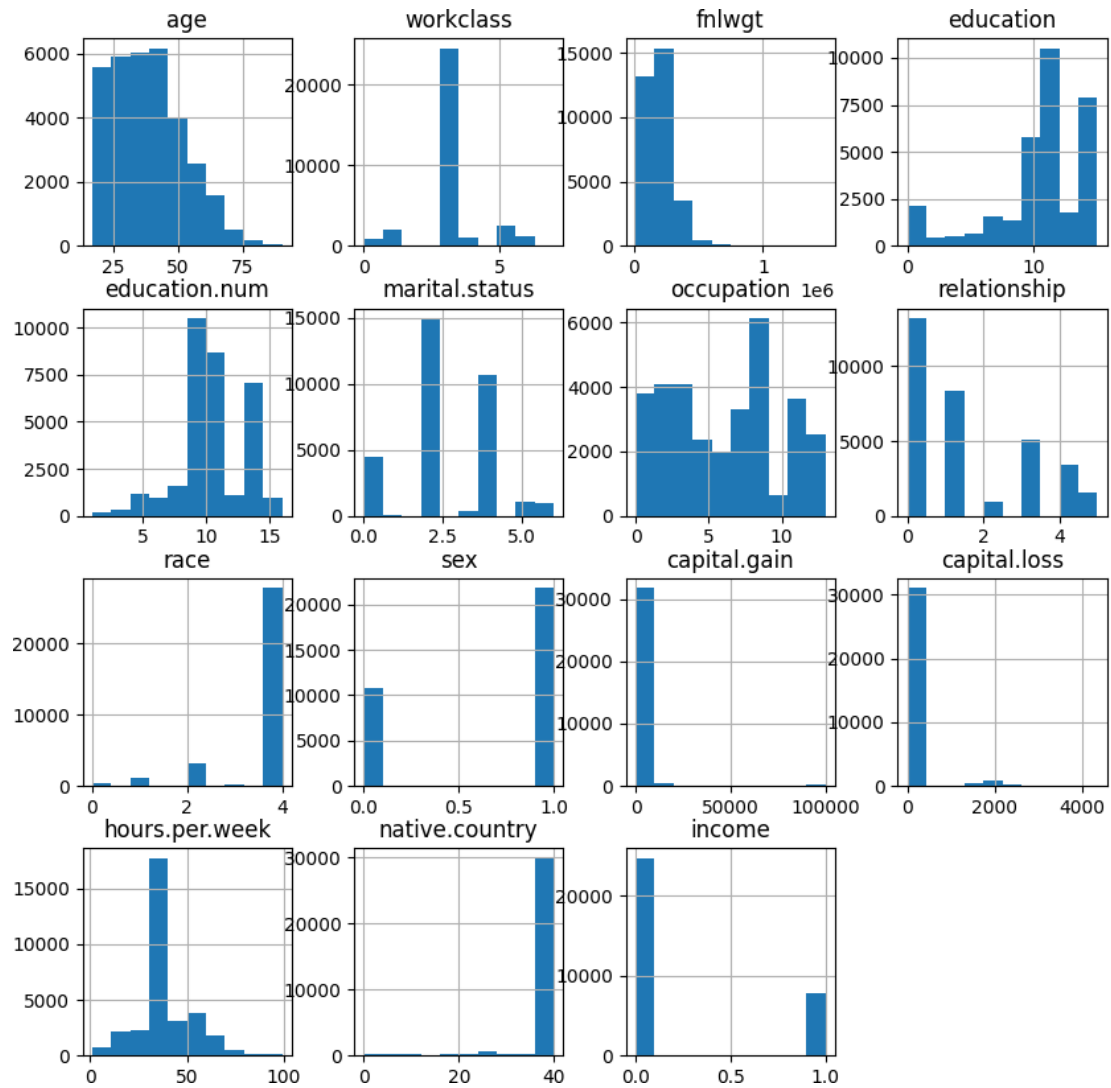 age workclass fnlwgt education
6000 4000 2000 0
25 50 75
20000 10000 0
0 5
15000 10000 5000 0
0 1
1e6
10000 7500 5000 2500 0
0 10
education.num marital.status occupation relationship
10000 7500 5000 2500 0
5 10 15
15000 10000 5000 0
0.0 2.5 5.0
6000 4000 2000 0
0 5 10
10000 5000 0
0 2 4
race sex capital.gain capital.loss
20000 10000 0
0 2 4
20000 15000 10000 5000 0
0.0 0.5 1.0
30000 20000 10000 0
0 50000 100000
30000 20000 10000 0
0 2000 4000
hours.per.week native.country income
15000 10000 5000 0
0 50 100
30000 20000 10000 0
0 20 40
20000 10000 0
0.0 0.5 1.0